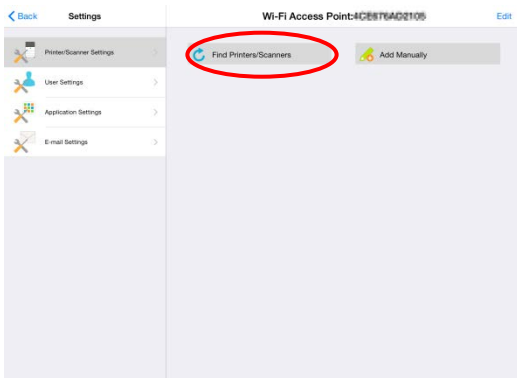 Back
Settings
Wi-Fi Access Point:
Edit
Printer/Scanner Settings
Find Printers/Scanners
Add Manually
User Settings
Application Settings
E-mail Settings